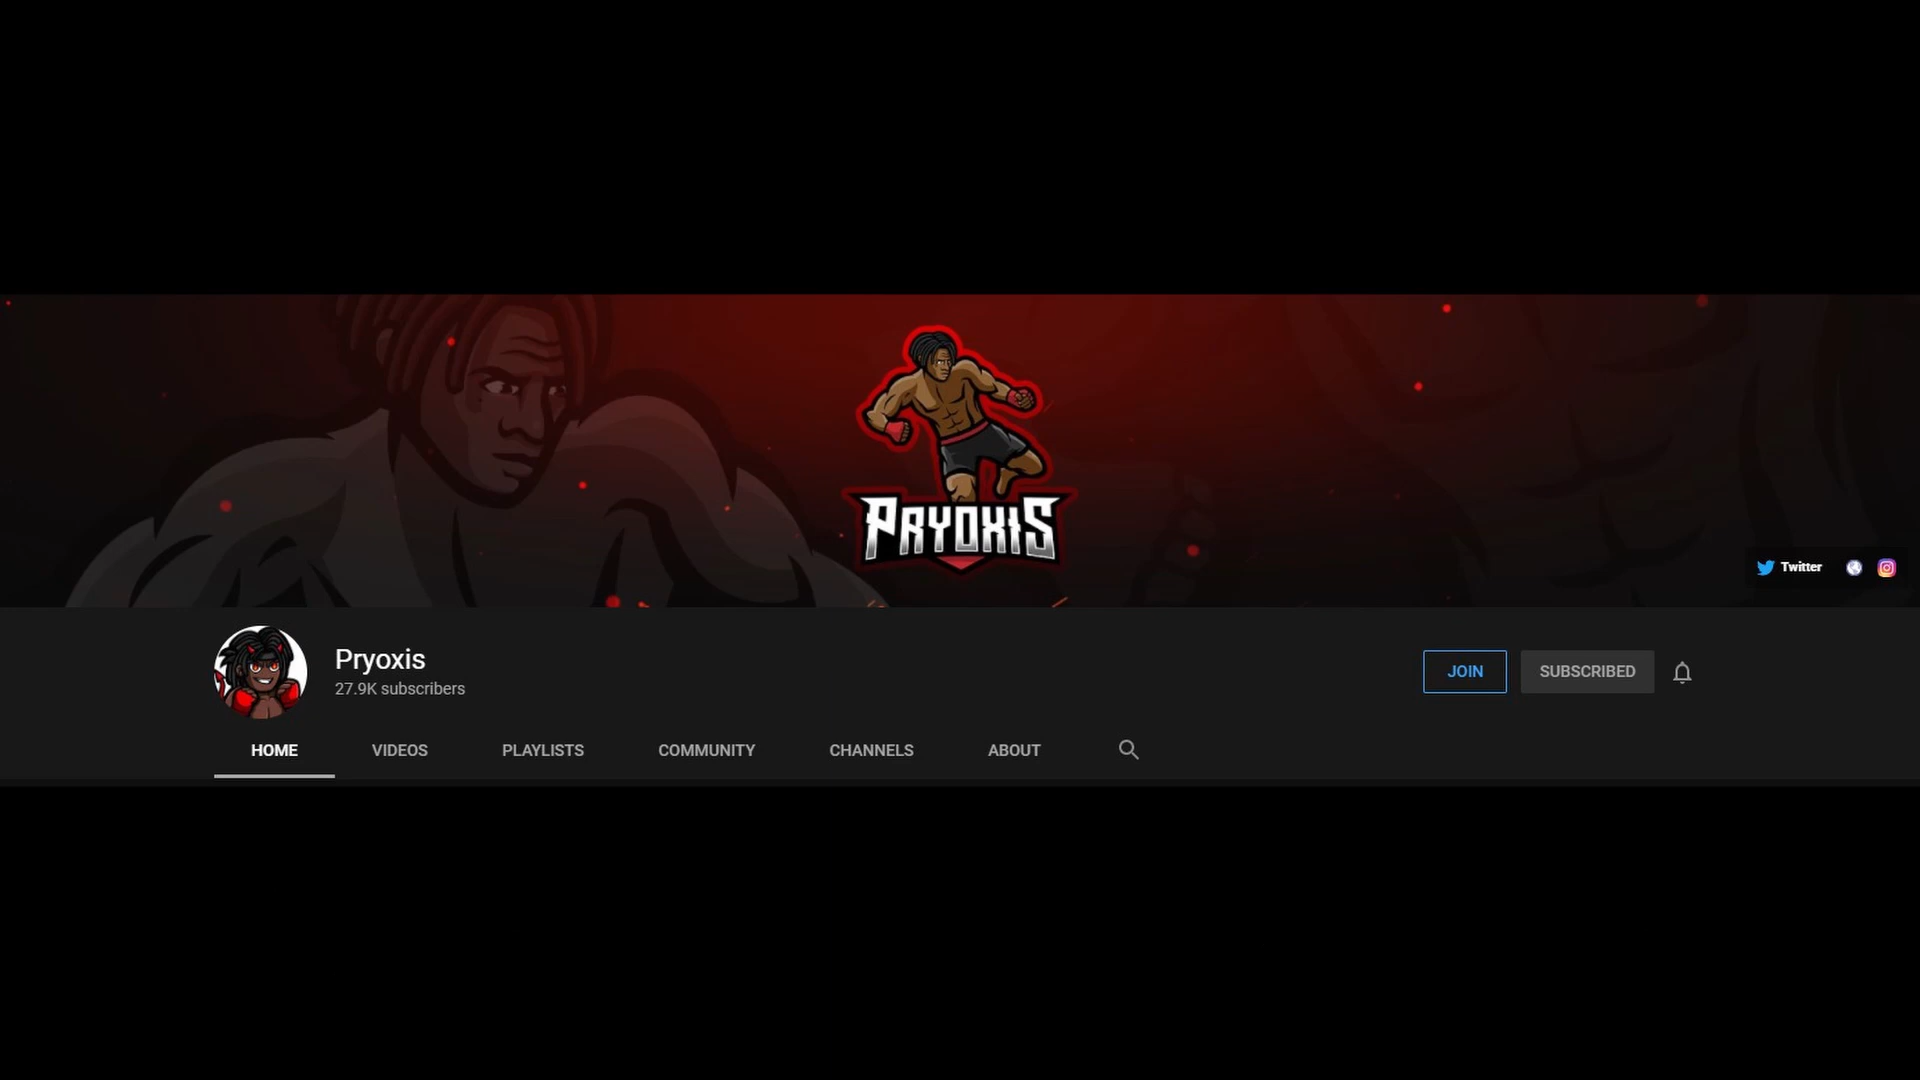 PRYOXIS
Twitter
Pryoxis
27.9K subscribers
JOIN
SUBSCRIBED
HOME
VIDEOS
PLAYLISTS
COMMUNITY
CHANNELS
ABOUT